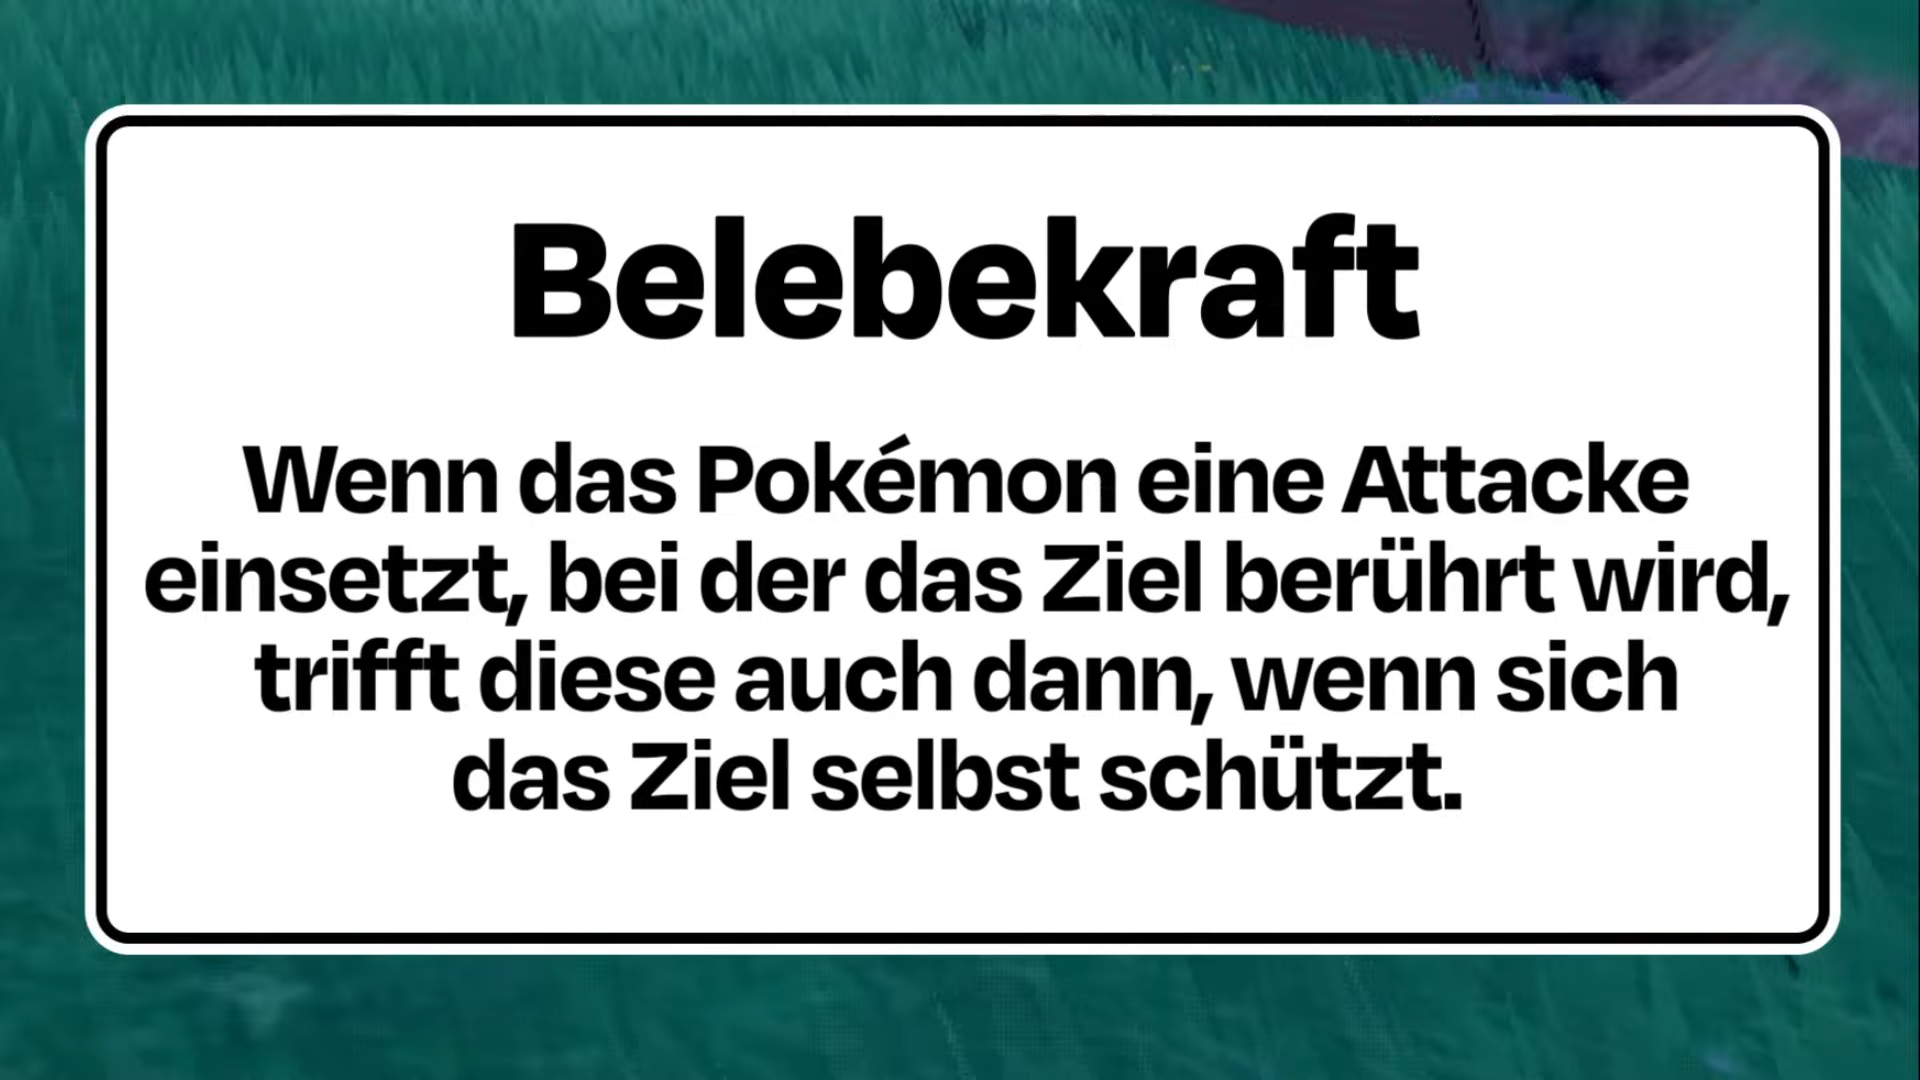 Belebekraft
Wenn das Pokémon eine Attacke
einsetzt, bei der das Ziel berührt wird,
trifft diese auch dann, wenn sich
das Ziel selbst schützt.